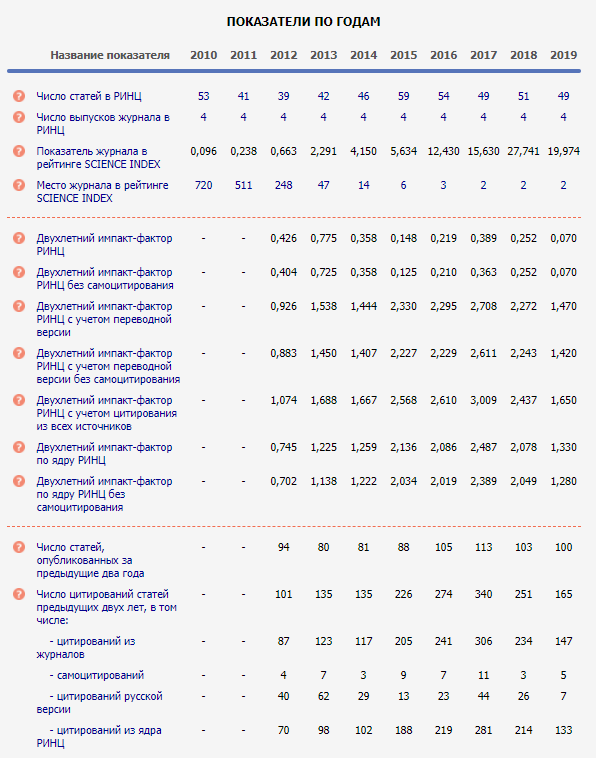 ПОКАЗАТЕЛИ ПО ГОДАМ
Название показателя 2010 2011 2012 2013 2014 2015 2016 2017 2018 2019
? Число статей в РИНЦ 53 41 39 42 46 59 54 49 51 49
? Число выпусков журнала в 4 4 4 4 4 4 4 4 4 4
РИНЦ
? Показатель журнала в 0,096 0,238 0,663 2,291 4,150 5,634 12,430 15,630 27,741 19,974
рейтинге SCIENCE INDEX
? Место журнала в рейтинге 720 511 248 47 14 6 3 2 2 2
SCIENCE INDEX
? Двухлетний импакт-фактор - - 0,426 0,775 0,358 0,148 0,219 0,389 0,252 0,070
РИНЦ
? Двухлетний импакт-фактор - - 0,404 0,725 0,358 0,125 0,210 0,363 0,252 0,070
РИНЦ без самоцитирования
? Двухлетний импакт-фактор - - 0,926 1,538 1,444 2,330 2,295 2,708 2,272 1,470
РИНЦ с учетом переводной
версии
? Двухлетний импакт-фактор - - 0,883 1,450 1,407 2,227 2,229 2,611 2,243 1,420
РИНЦ с учетом переводной
версии без самоцитирования
? Двухлетний импакт-фактор - - 1,074 1,688 1,667 2,568 2,610 3,009 2,437 1,650
РИНЦ с учетом цитирования
из всех источников
? Двухлетний импакт-фактор - - 0,745 1,225 1,259 2,136 2,086 2,487 2,078 1,330
по ядру РИНЦ
? Двухлетний импакт-фактор - - 0,702 1,138 1,222 2,034 2,019 2,389 2,049 1,280
по ядру РИНЦ без
самоцитирования
? Число статей, - - 94 80 81 88 105 113 103 100
опубликованных за
предыдущие два года
? Число цитирований статей - - 101 135 135 226 274 340 251 165
предыдущих двух лет, в том
числе:
- цитирований из - - 87 123 117 205 241 306 234 147
журналов
- самоцитирований - - 4 7 3 9 7 11 3 5
- цитирований русской - - 40 62 29 13 23 44 26 7
версии
- цитирований из ядра - - 70 98 102 188 219 281 214 133
РИНЦ